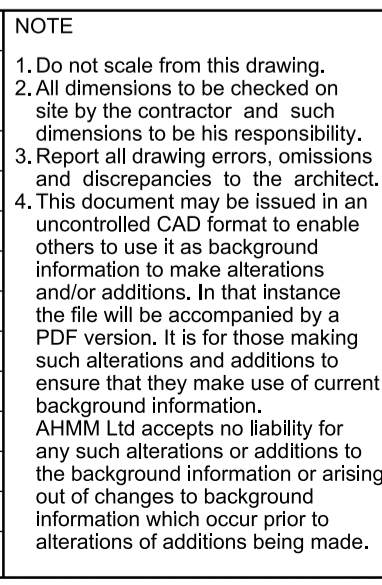 NOTE
1. Do not scale from this drawing.
2. All dimensions to be checked on
site by the contractor and such
dimensions to be his responsibility.
3. Report all drawing errors, omissions
and discrepancies to the architect.
4. This document may be issued in an
uncontrolled CAD format to enable
others to use it as background
information to make alterations
and/or additions. In that instance
the file will be accompanied by a
PDF version. It is for those making
such alterations and additions to
ensure that they make use of current
background information.
AHMM Ltd accepts no liability for
any such alterations or additions to
the background information or arising
out of changes to background
information which occur prior to
alterations of additions being made.